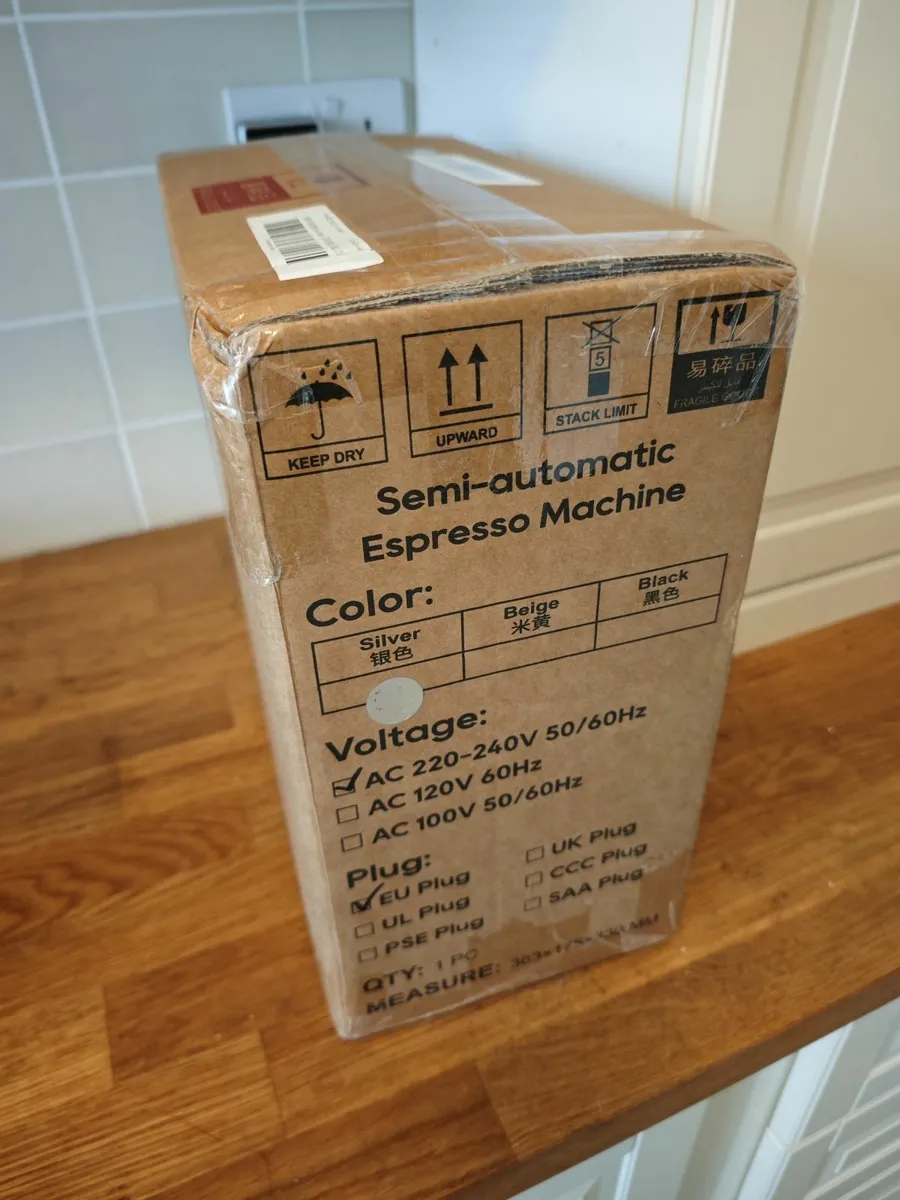 KEEP DRY
UPWARD
5
STACK LIMIT
易碎品
FRAGILE
Semi-automatic
Espresso Machine
Color:
Silver Beige Black
银色 米黄 黑色
Voltage:
AC 220-240V 50/60Hz
AC 120V 60Hz
AC 100V 50/60Hz
Plug:
EU Plug UK Plug
UL Plug CCC Plug
PSE Plug SAA Plug
QTY: 1 PC
MEASURE: MM